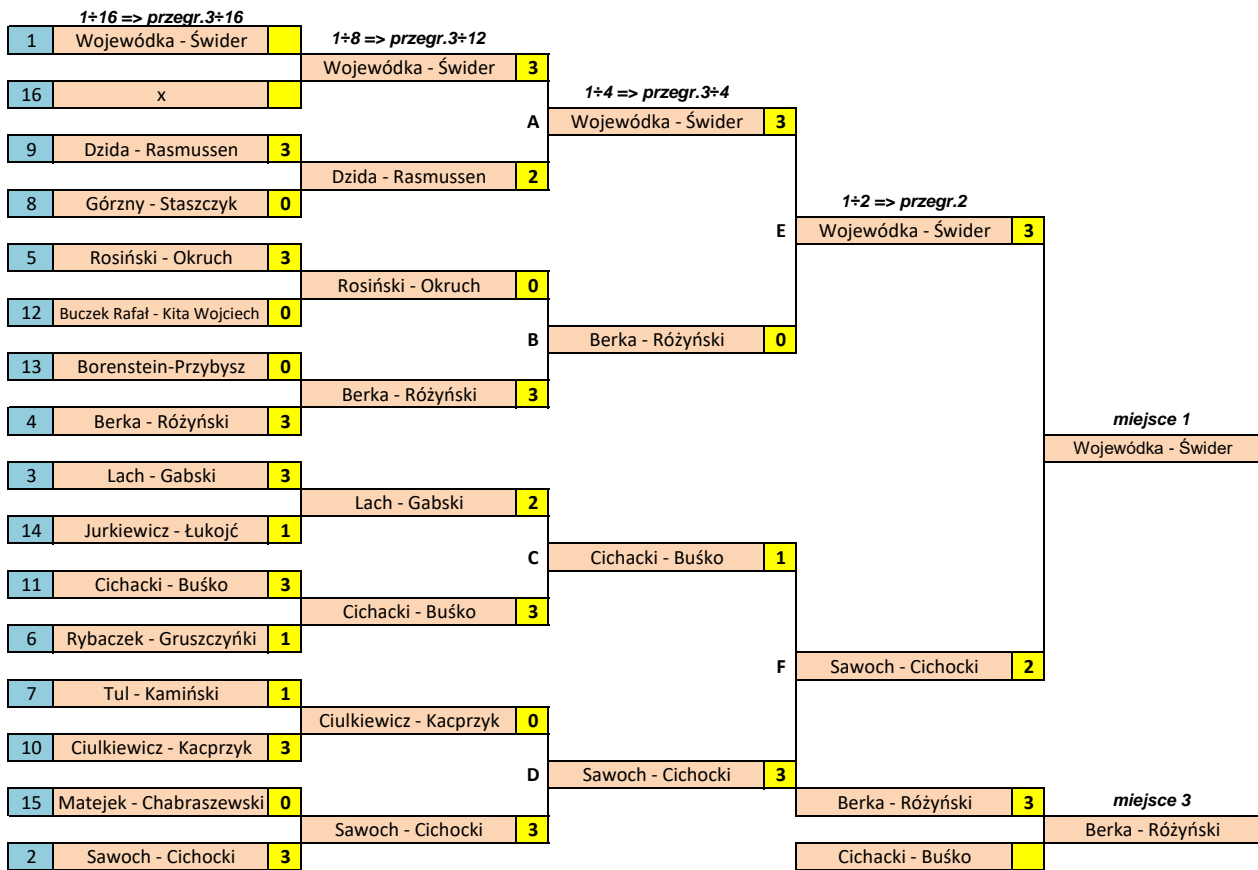 1÷16 => przegr.3÷16
1 Wojewódka - Świder
1÷8 => przegr.3÷12
Wojewódka - Świder 3
16 x
1÷4 => przegr.3÷4
A Wojewódka - Świder 3
9 Dzida - Rasmussen 3
Dzida - Rasmussen 2
8 Górzny - Staszczyk 0
1÷2 => przegr.2
E Wojewódka - Świder 3
5 Rosiński - Okruch 3
Rosiński - Okruch 0
12 Buczek Rafał - Kita Wojciech 0
B Berka - Różyński 0
13 Borenstein-Przybysz 0
Berka - Różyński 3
4 Berka - Różyński 3
miejsce 1
Wojewódka - Świder
3 Lach - Gabski 3
Lach - Gabski 2
14 Jurkiewicz - Łukojć 1
C Cichacki - Buśko 1
11 Cichacki - Buśko 3
Cichacki - Buśko 3
6 Rybaczek - Gruszczyńki 1
F Sawoch - Cichocki 2
7 Tul - Kamiński 1
Ciulkiewicz - Kacprzyk 0
10 Ciulkiewicz - Kacprzyk 3
D Sawoch - Cichocki 3
15 Matejek - Chabraszewski 0
Berka - Różyński 3
miejsce 3
Sawoch - Cichocki 3
Berka - Różyński
2 Sawoch - Cichocki 3
Cichacki - Buśko